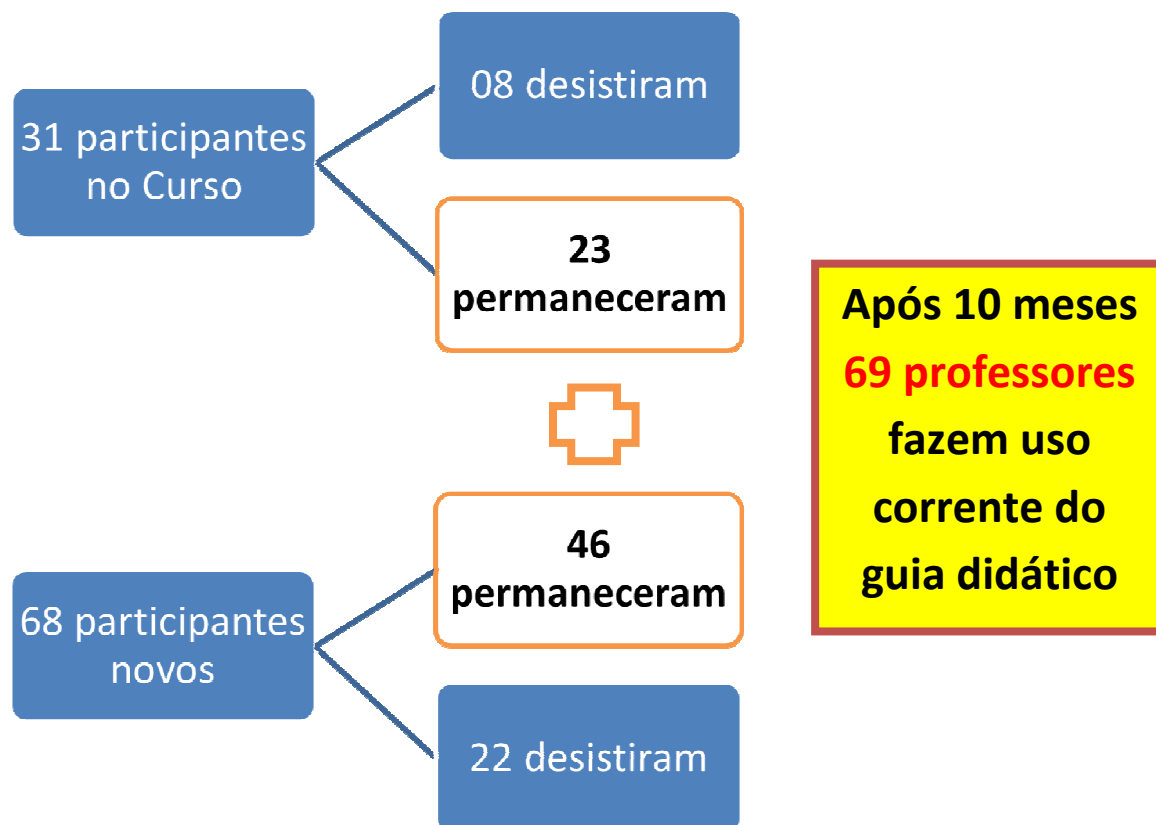 08 desistiram
31 participantes
no Curso
23
permaneceram
Após 10 meses
69 professores
fazem uso
corrente do
guia didático
46
permaneceram
68 participantes
novos
22 desistiram